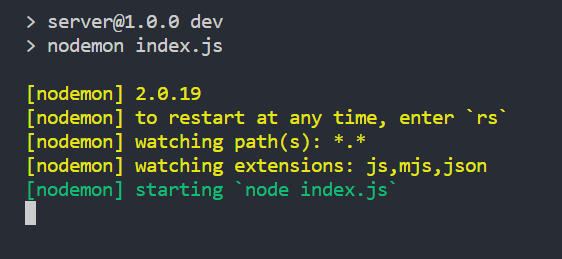 > server@1.0.0 dev
> nodemon index.js
[nodemon] 2.0.19
[nodemon] to restart at any time, enter `rs`
[nodemon] watching path(s): *.*
[nodemon] watching extensions: js,mjs,json
[nodemon] starting `node index.js`